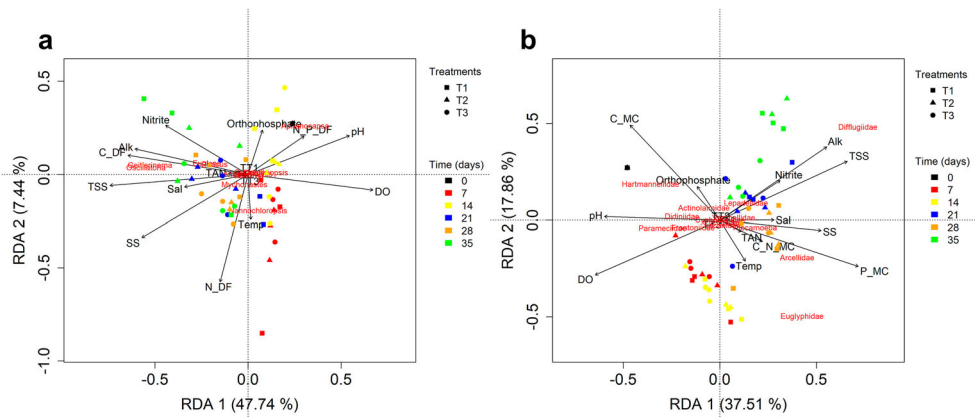 a
b
Treatments
T1
T2
T3
Time (days)
0
7
14
21
28
35
Nitrite
Orthonhosphate
N_P_DF
pH
Alk
C_DF
TT1
TAN
TSS
Sal
Nannochloropsis
Temp
SS
N_DF
DO
0.5
0.0
-0.5
-1.0
-0.5
0.0
0.5
RDA 1 (47.74 %)
RDA 2 (7.44 %)
Treatments
T1
T2
T3
Time (days)
0
7
14
21
28
35
C_MC
Difflugiidae
Alk
TSS
Hartmannellidae
Orthophosphate
Nitrite
Actinolaimidae
pH
Didiniidae
Sal
SS
TAN
C_N_MC
Temp
Arcellidae
P_MC
DO
Euglyphidae
0.5
0.0
-0.5
-0.5
0.0
0.5
RDA 1 (37.51 %)
RDA 2 (17.86 %)